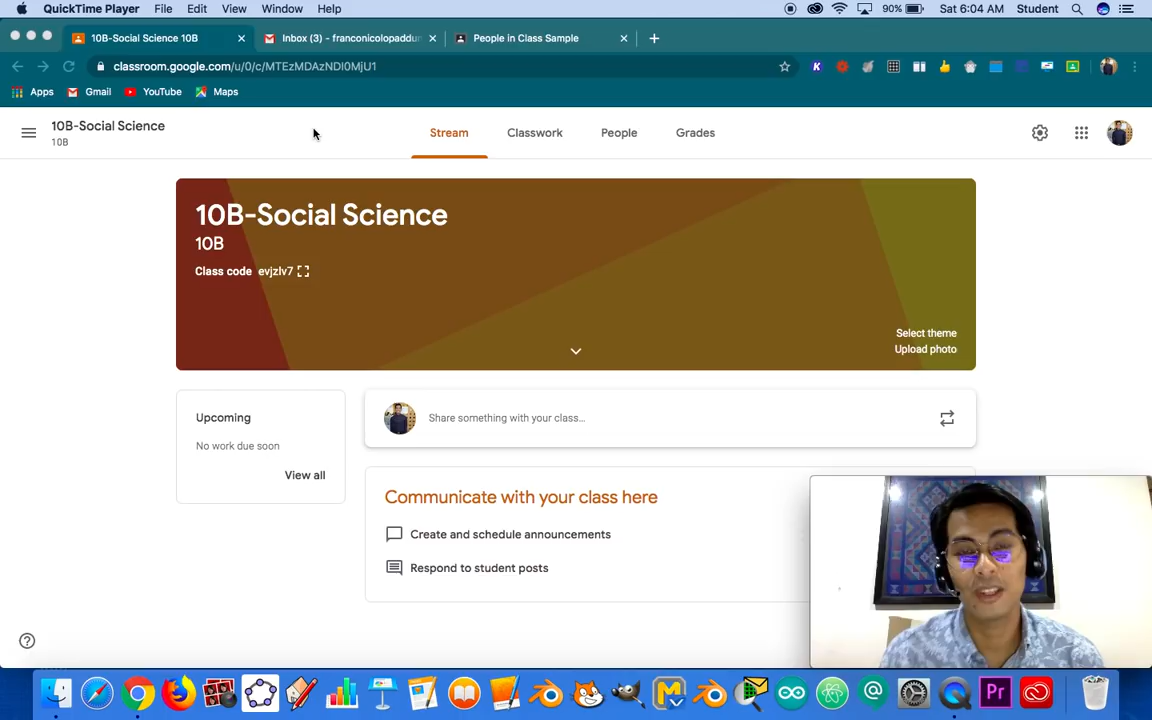 QuickTime Player File Edit View Window Help 90% Sat 6:04 AM Student
10B-Social Science 10B Inbox (3) - franconicolopaddu People in Class Sample
classroom.google.com/u/0/c/MTEzMDAzNDI0MjU1
Apps Gmail YouTube Maps
10B-Social Science
10B
Stream Classwork People Grades
10B-Social Science
10B
Class code evjzlv7
Select theme
Upload photo
Upcoming
No work due soon
View all
Share something with your class...
Communicate with your class here
Create and schedule announcements
Respond to student posts
Pr